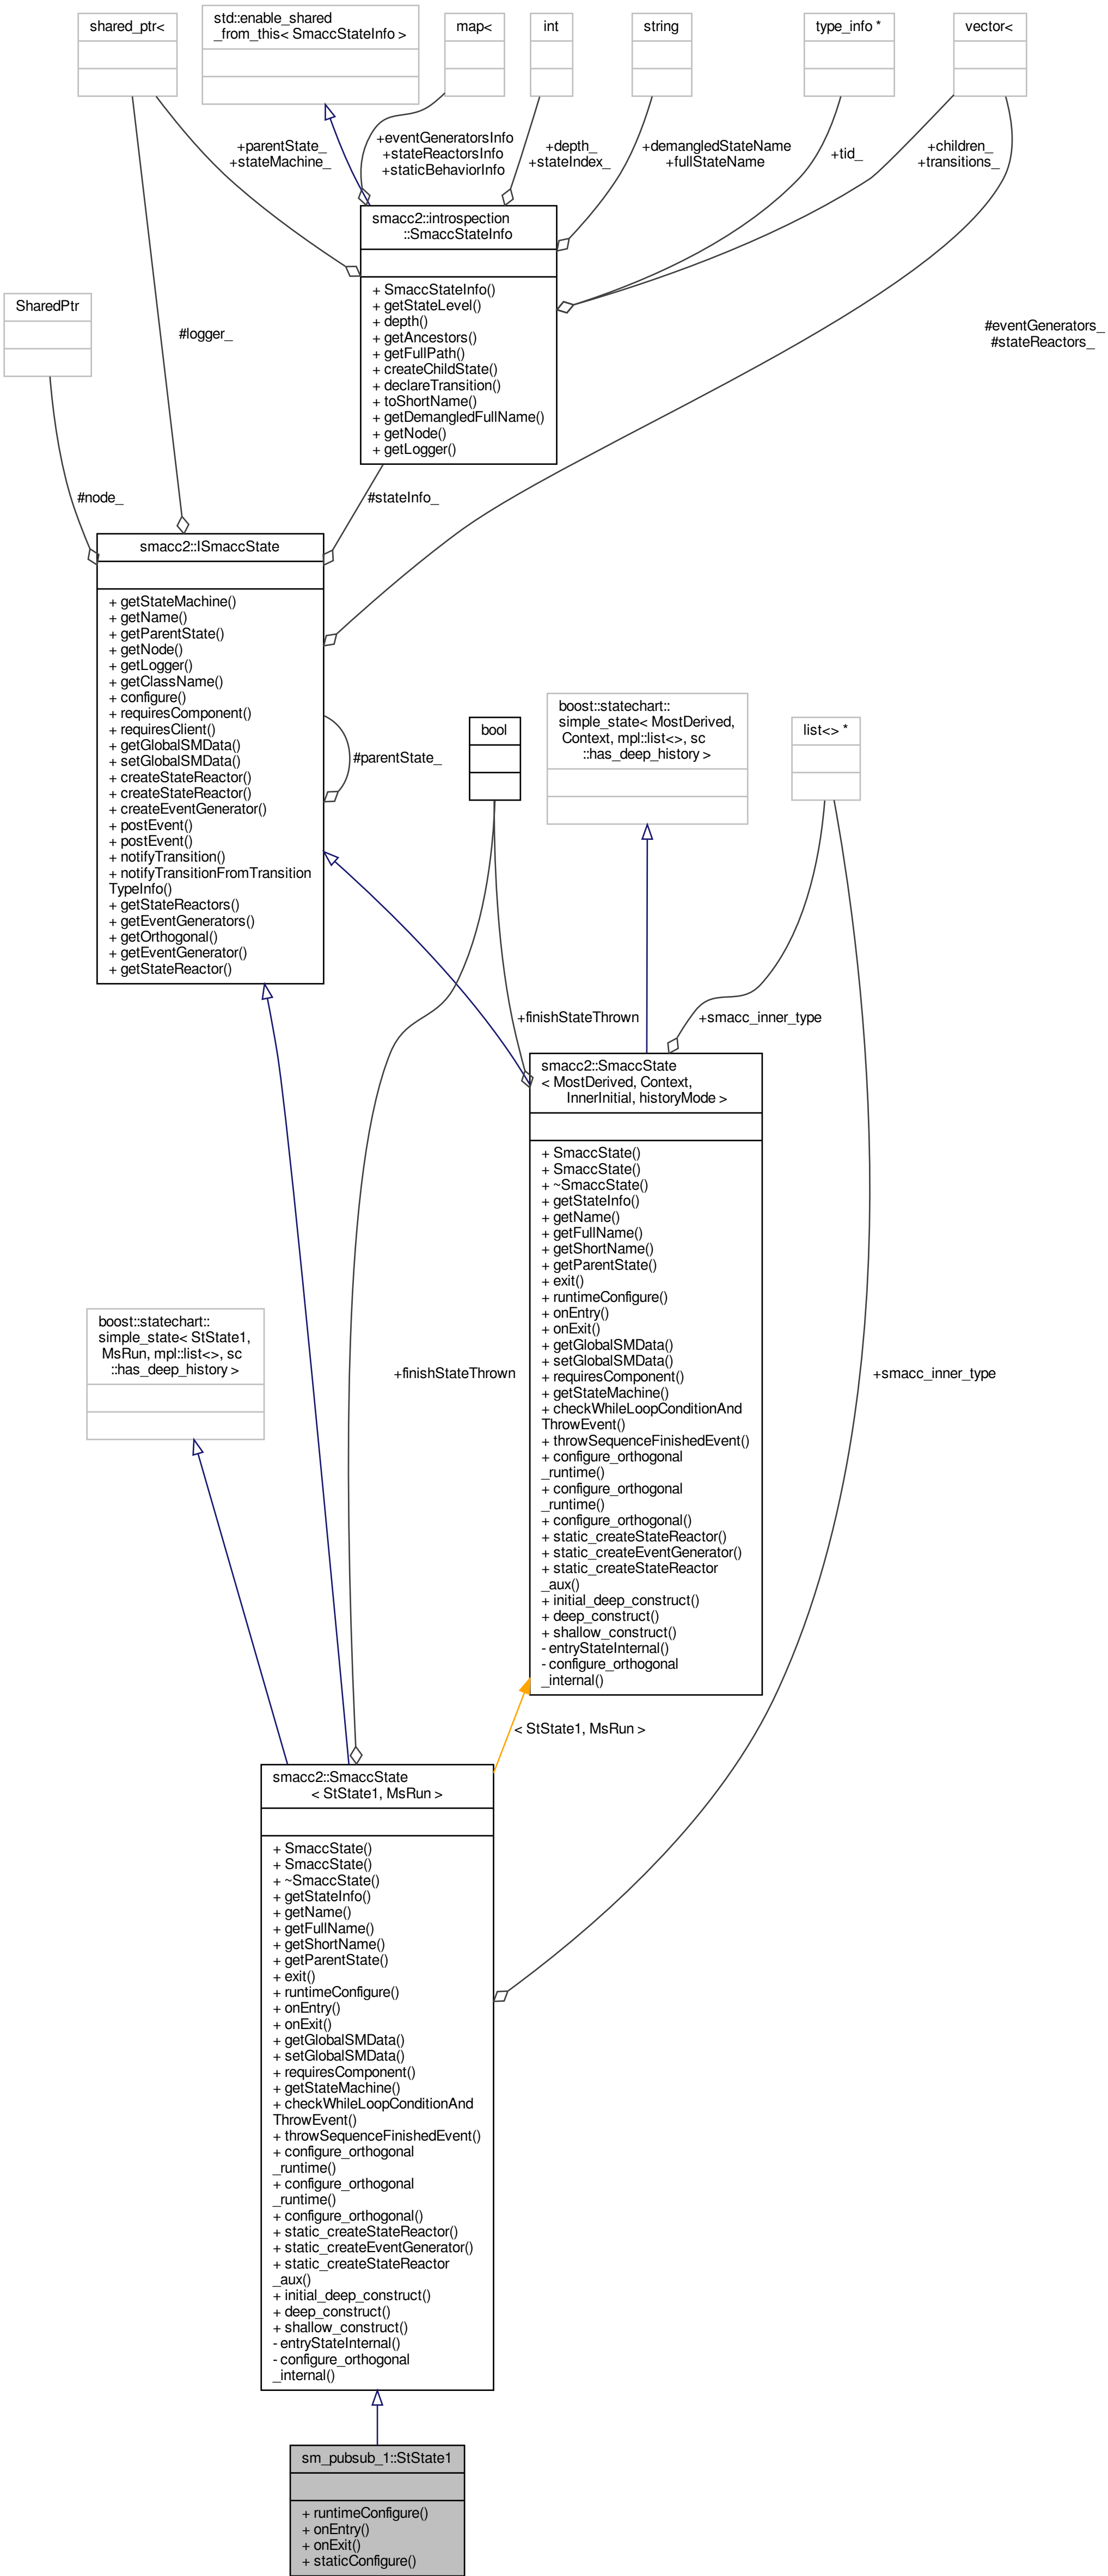 shared_ptr<
std::enable_shared
_from_this< SmaccStateInfo >
map<
int
string
type_info *
vector<
+parentState_
+stateMachine_
+eventGeneratorsInfo
+stateReactorsInfo
+staticBehaviorInfo
+depth_
+stateIndex_
+demangledStateName
+fullStateName
+tid_
+children_
+transitions_
smacc2::introspection
::SmaccStateInfo
+ SmaccStateInfo()
+ getStateLevel()
+ depth()
+ getAncestors()
+ getFullPath()
+ createChildState()
+ declareTransition()
+ toShortName()
+ getDemangledFullName()
+ getNode()
+ getLogger()
SharedPtr
#logger_
#eventGenerators_
#stateReactors_
#node_
#stateInfo_
smacc2::ISmaccState
+ getStateMachine()
+ getName()
+ getParentState()
+ getNode()
+ getLogger()
+ getClassName()
+ configure()
+ requiresComponent()
+ requiresClient()
+ getGlobalSMData()
+ setGlobalSMData()
+ createStateReactor()
+ createStateReactor()
+ createEventGenerator()
+ postEvent()
+ postEvent()
+ notifyTransition()
+ notifyTransitionFromTransition
TypeInfo()
+ getStateReactors()
+ getEventGenerators()
+ getOrthogonal()
+ getEventGenerator()
+ getStateReactor()
#parentState_
bool
boost::statechart::
simple_state< MostDerived,
Context, mpl::list<>, sc
::has_deep_history >
list<> *
+finishStateThrown
+smacc_inner_type
smacc2::SmaccState
< MostDerived, Context,
InnerInitial, historyMode >
+ SmaccState()
+ SmaccState()
+ ~SmaccState()
+ getStateInfo()
+ getName()
+ getFullName()
+ getShortName()
+ getParentState()
+ exit()
+ runtimeConfigure()
+ onEntry()
+ onExit()
+ getGlobalSMData()
+ setGlobalSMData()
+ requiresComponent()
+ getStateMachine()
+ checkWhileLoopConditionAnd
ThrowEvent()
+ throwSequenceFinishedEvent()
+ configure_orthogonal
_runtime()
+ configure_orthogonal
_runtime()
+ configure_orthogonal()
+ static_createStateReactor()
+ static_createEventGenerator()
+ static_createStateReactor
_aux()
+ initial_deep_construct()
+ deep_construct()
+ shallow_construct()
- entryStateInternal()
- configure_orthogonal
_internal()
boost::statechart::
simple_state< StState1,
MsRun, mpl::list<>, sc
::has_deep_history >
+finishStateThrown
+smacc_inner_type
< StState1, MsRun >
smacc2::SmaccState
< StState1, MsRun >
+ SmaccState()
+ SmaccState()
+ ~SmaccState()
+ getStateInfo()
+ getName()
+ getFullName()
+ getShortName()
+ getParentState()
+ exit()
+ runtimeConfigure()
+ onEntry()
+ onExit()
+ getGlobalSMData()
+ setGlobalSMData()
+ requiresComponent()
+ getStateMachine()
+ checkWhileLoopConditionAnd
ThrowEvent()
+ throwSequenceFinishedEvent()
+ configure_orthogonal
_runtime()
+ configure_orthogonal
_runtime()
+ configure_orthogonal()
+ static_createStateReactor()
+ static_createEventGenerator()
+ static_createStateReactor
_aux()
+ initial_deep_construct()
+ deep_construct()
+ shallow_construct()
- entryStateInternal()
- configure_orthogonal
_internal()
sm_pubsub_1::StState1
+ runtimeConfigure()
+ onEntry()
+ onExit()
+ staticConfigure()